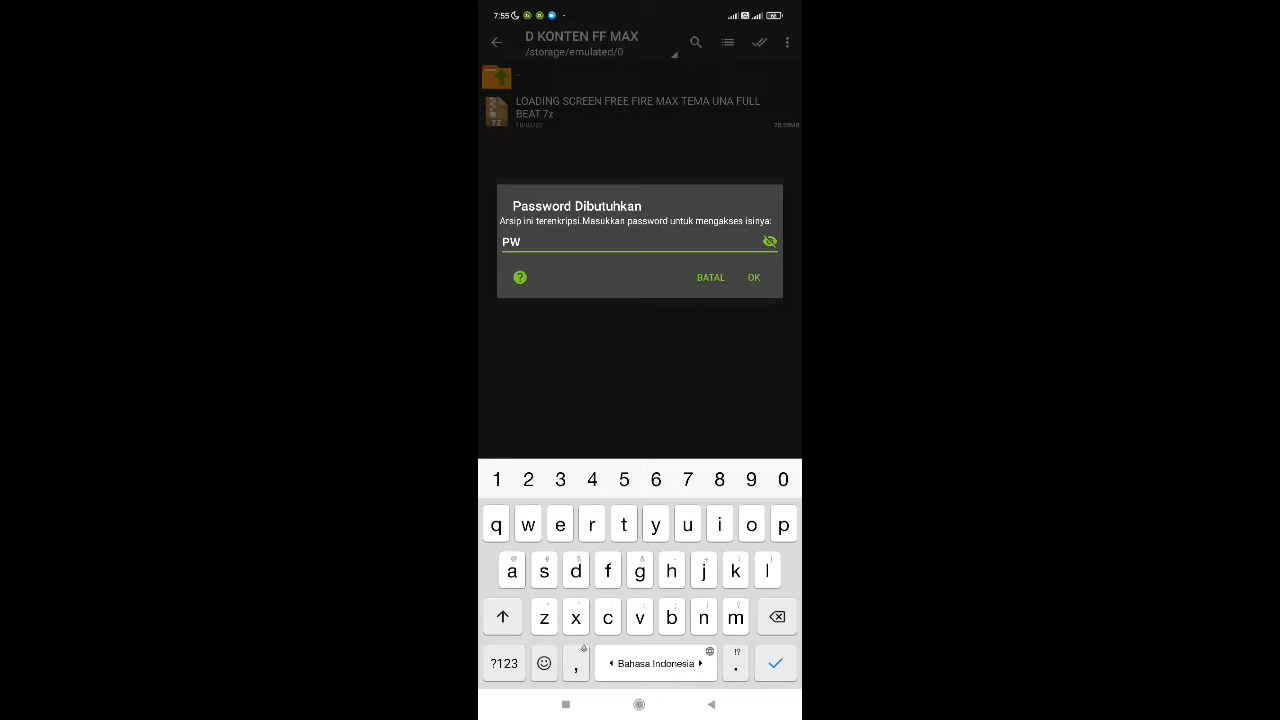 7:55
D KONTEN FF MAX
/storage/emulated/0
..
LOADING SCREEN FREE FIRE MAX TEMA UNA FULL
BEAT.7z
7Z
Password Dibutuhkan
Arsip ini terenkripsi.Masukkan password untuk mengakses isinya:
PW
? BATAL OK
1 2 3 4 5 6 7 8 9 0
q w e r t y u i o p
@ # $ & - + ( )
a s d f g h j k l
z x c v b n m
?123 , Bahasa Indonesia . !?